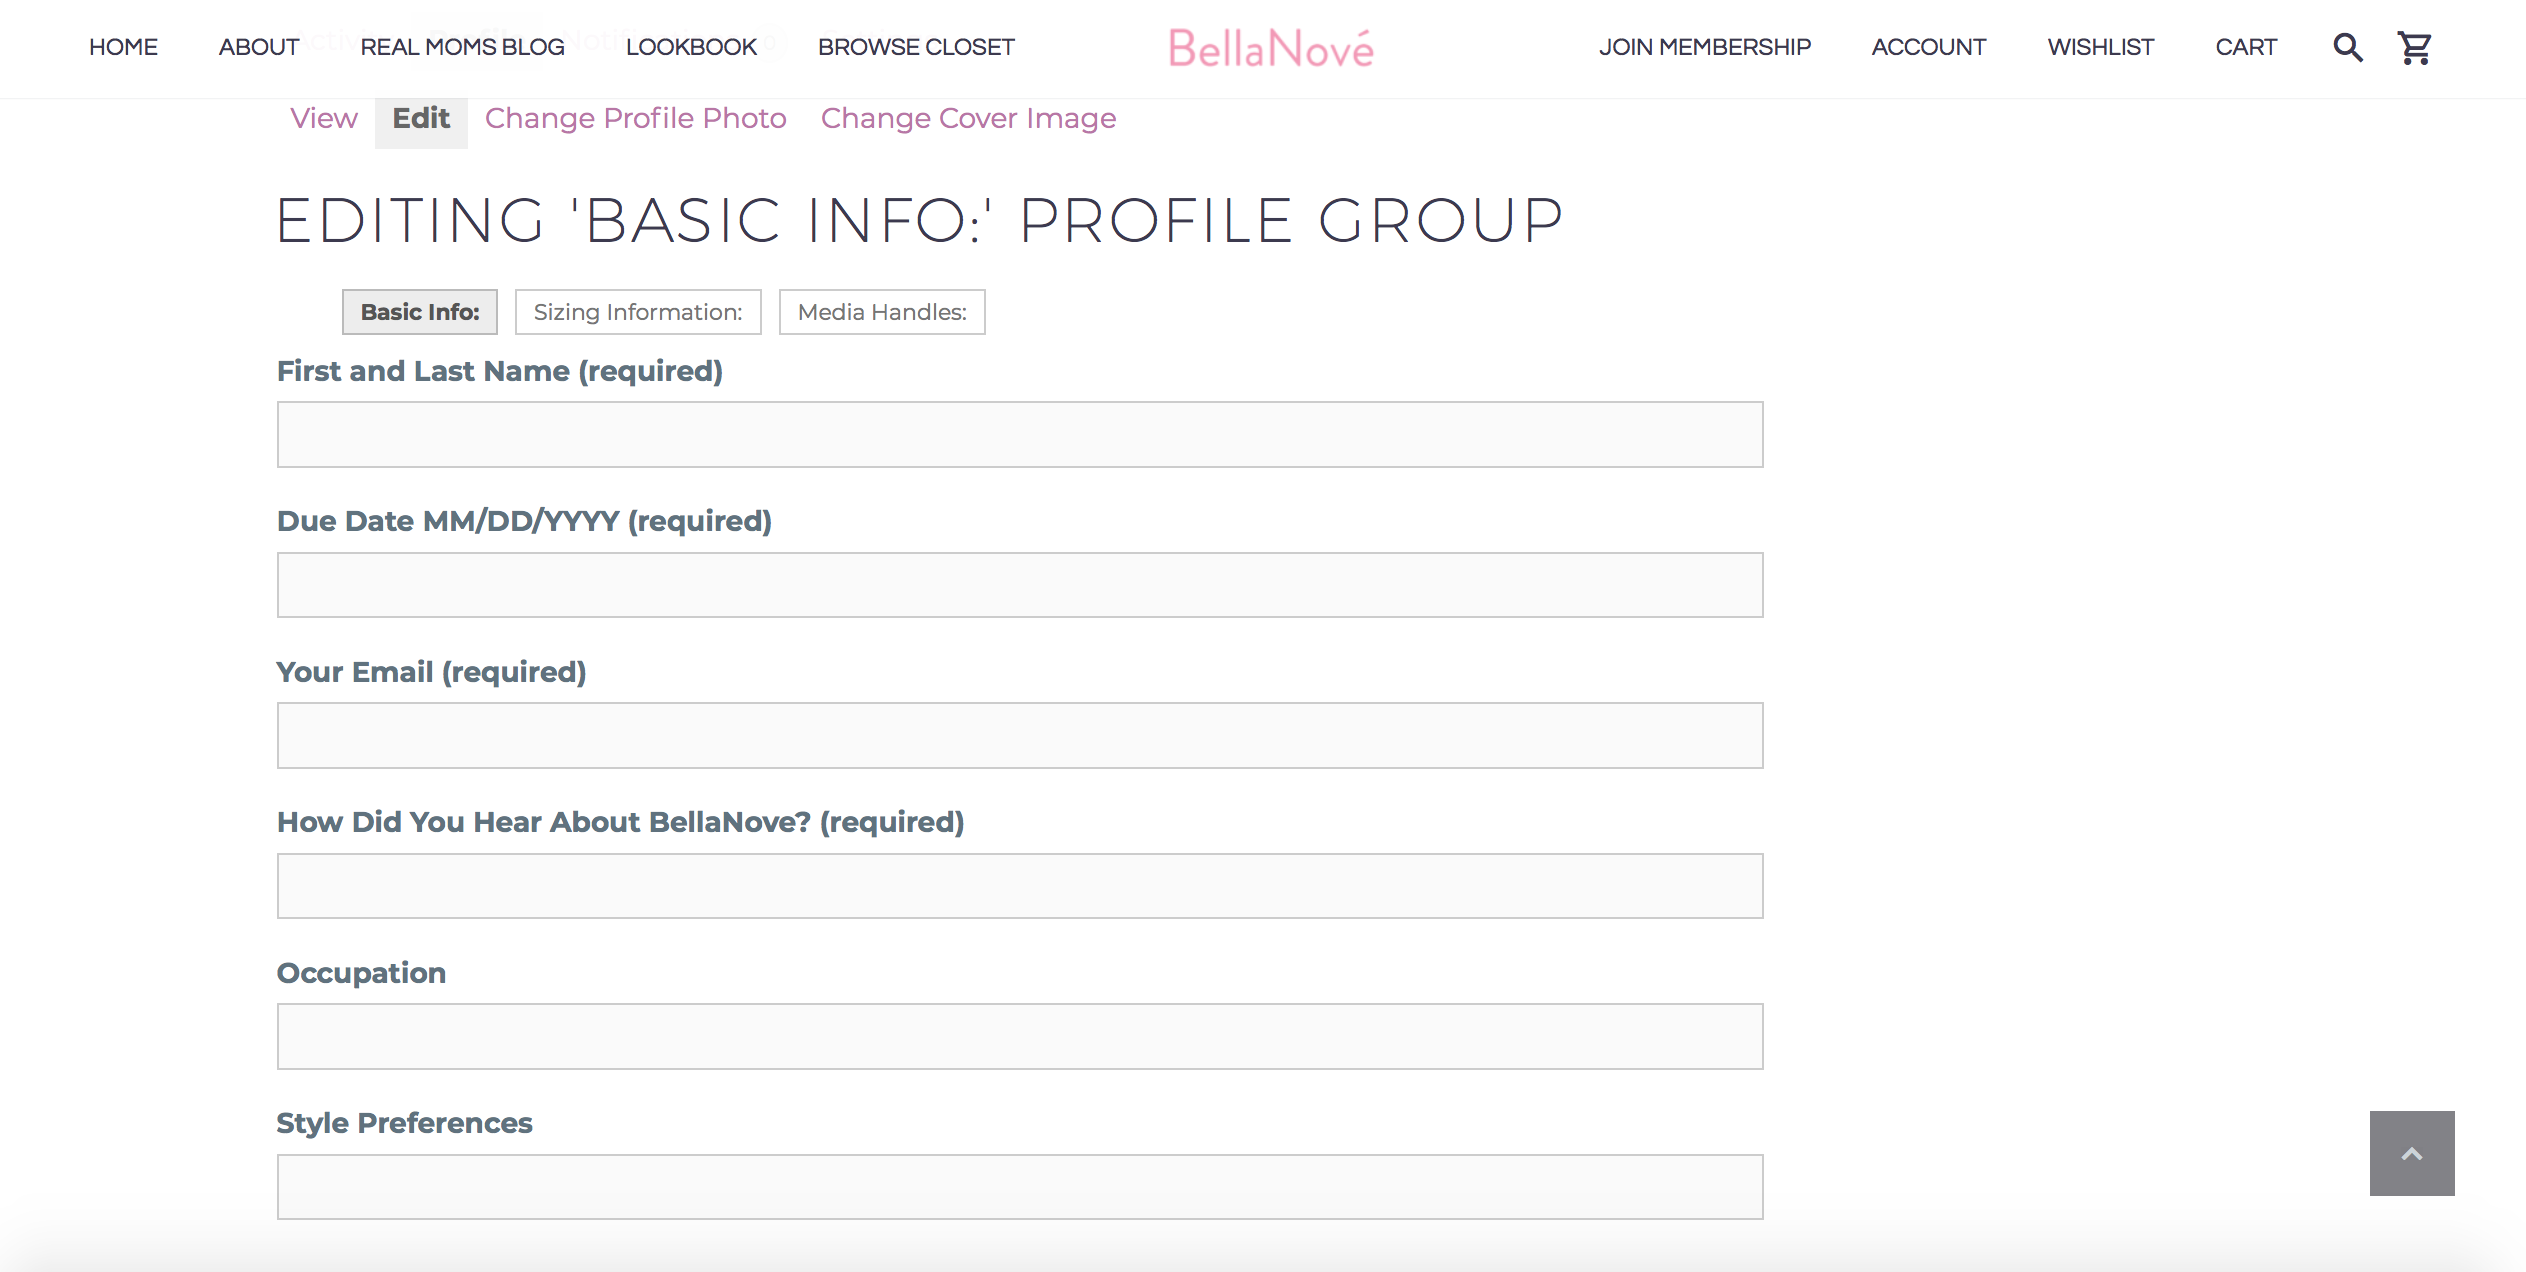 HOME ABOUT REAL MOMS BLOG LOOKBOOK BROWSE CLOSET BellaNové JOIN MEMBERSHIP ACCOUNT WISHLIST CART
View Edit Change Profile Photo Change Cover Image
EDITING 'BASIC INFO:' PROFILE GROUP
Basic Info: Sizing Information: Media Handles:
First and Last Name (required)
Due Date MM/DD/YYYY (required)
Your Email (required)
How Did You Hear About BellaNove? (required)
Occupation
Style Preferences